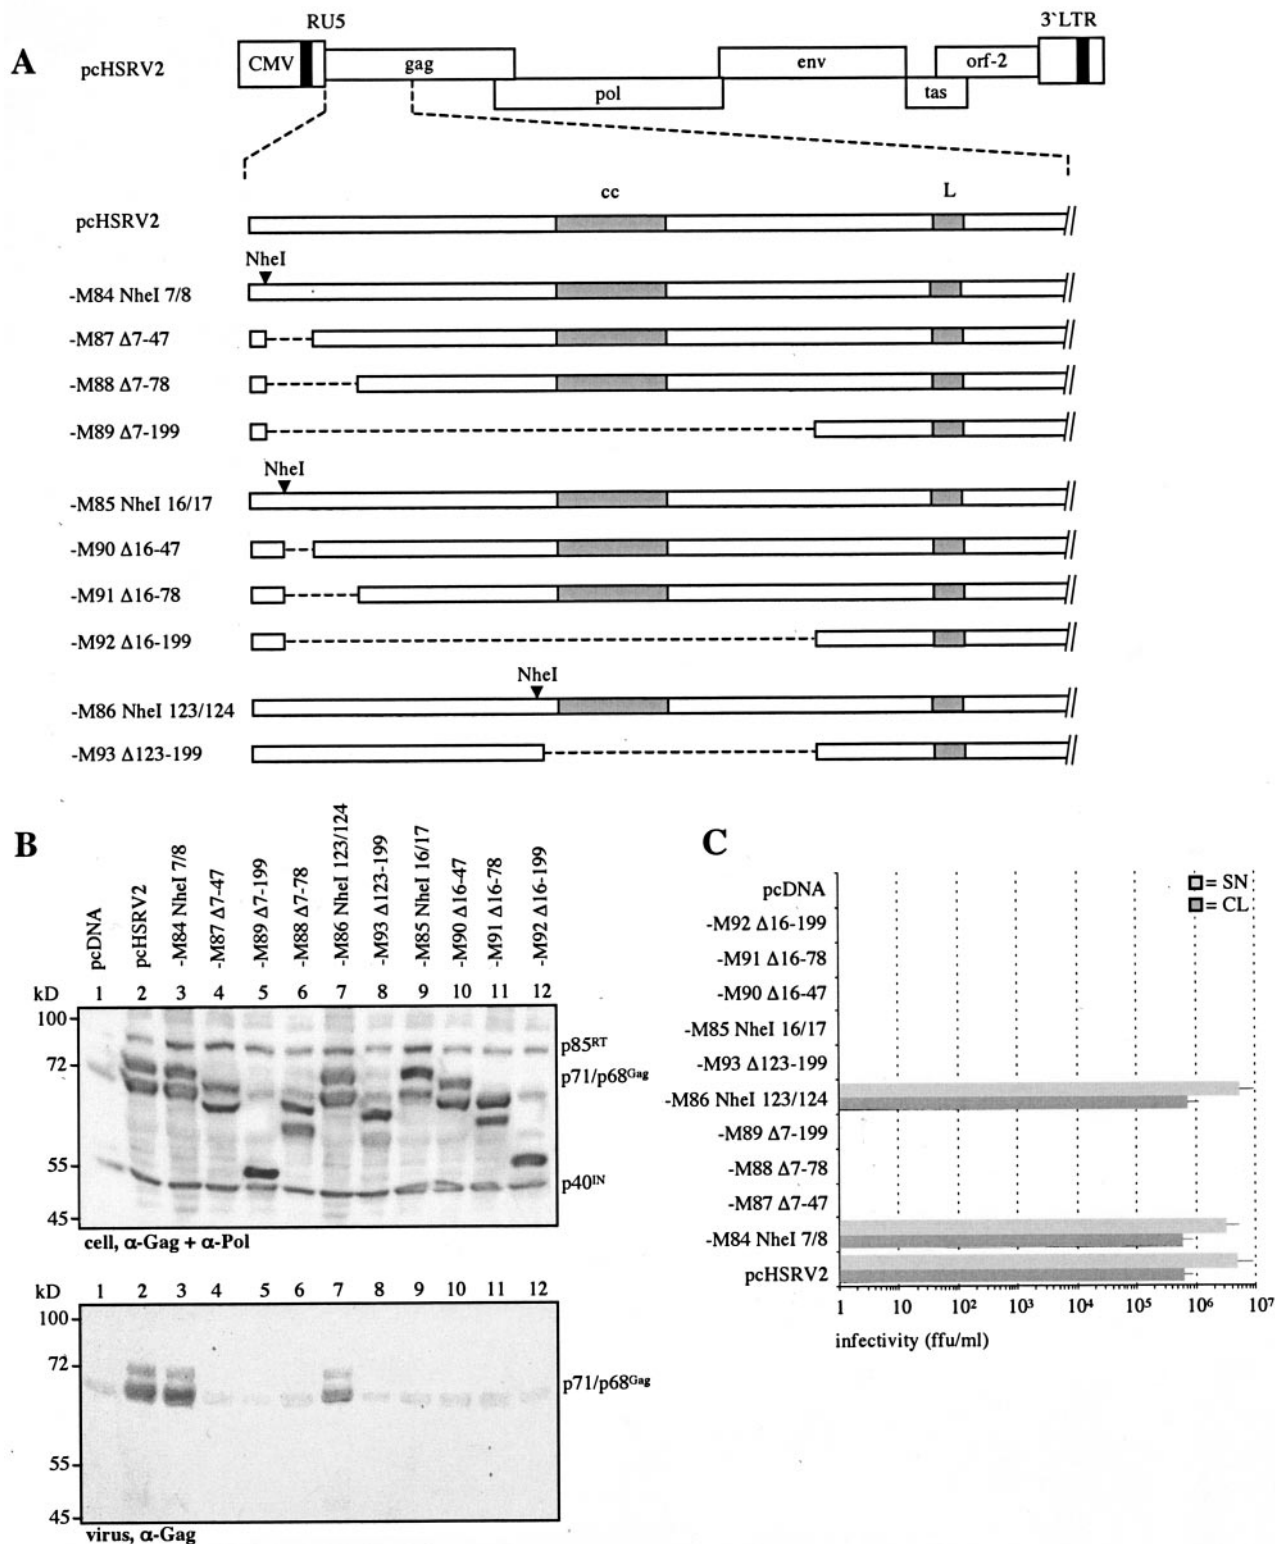 A
pcHSRV2
RU5
3`LTR
CMV
gag
pol
env
tas
orf-2
cc
L
pcHSRV2
NheI
-M84 NheI 7/8
-M87 Δ7-47
-M88 Δ7-78
-M89 Δ7-199
NheI
-M85 NheI 16/17
-M90 Δ16-47
-M91 Δ16-78
-M92 Δ16-199
NheI
-M86 NheI 123/124
-M93 Δ123-199
B
pcDNA
pcHSRV2
-M84 NheI 7/8
-M87 Δ7-47
-M89 Δ7-199
-M88 Δ7-78
-M86 NheI 123/124
-M93 Δ123-199
-M85 NheI 16/17
-M90 Δ16-47
-M91 Δ16-78
-M92 Δ16-199
kD 1 2 3 4 5 6 7 8 9 10 11 12
100
72
55
45
p85ᴿᵀ
p71/p68ᴳᵃᵍ
p40ᴵᴺ
cell, α-Gag + α-Pol
kD 1 2 3 4 5 6 7 8 9 10 11 12
100
72
55
45
p71/p68ᴳᵃᵍ
virus, α-Gag
C
= SN
= CL
pcDNA
-M92 Δ16-199
-M91 Δ16-78
-M90 Δ16-47
-M85 NheI 16/17
-M93 Δ123-199
-M86 NheI 123/124
-M89 Δ7-199
-M88 Δ7-78
-M87 Δ7-47
-M84 NheI 7/8
pcHSRV2
1 10 10² 10³ 10⁴ 10⁵ 10⁶ 10⁷
infectivity (ffu/ml)